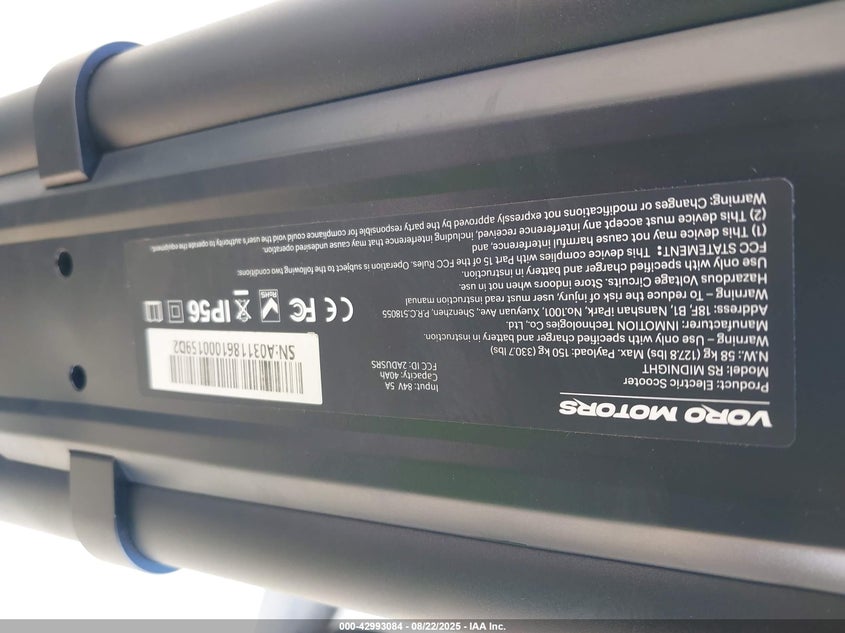 VORO MOTORS
Product: Electric Scooter
Model: RS MIDNIGHT
N.W.: 58 kg (127.8 lbs) Max. Payload: 150 kg (330.7 lbs)
Warning – Use only with specified charger and battery in instruction.
Manufacturer: INMOTION Technologies Co., Ltd.
Address: 18F, B1, Nanshan iPark, No.1001, Xueyuan Ave., Shenzhen, P.R.C.518055
Warning – To reduce the risk of injury, user must read instruction manual
Hazardous Voltage Circuits. Store indoors when not in use.
Use only with specified charger and battery in instruction.
FCC STATEMENT: This device complies with Part 15 of the FCC Rules. Operation is subject to the following two conditions:
(1) This device may not cause harmful interference, and
(2) This device must accept any interference received, including interference that may cause undesired operation.
Warning: Changes or modifications not expressly approved by the party responsible for compliance could void the user's authority to operate the equipment.
Input: 84V 5A
Capacity: 40Ah
FCC ID: 2ADUSRS
SN:A0311861000159D2
CE FC RoHS IP56
000-42993084 - 08/22/2025 - IAA Inc.